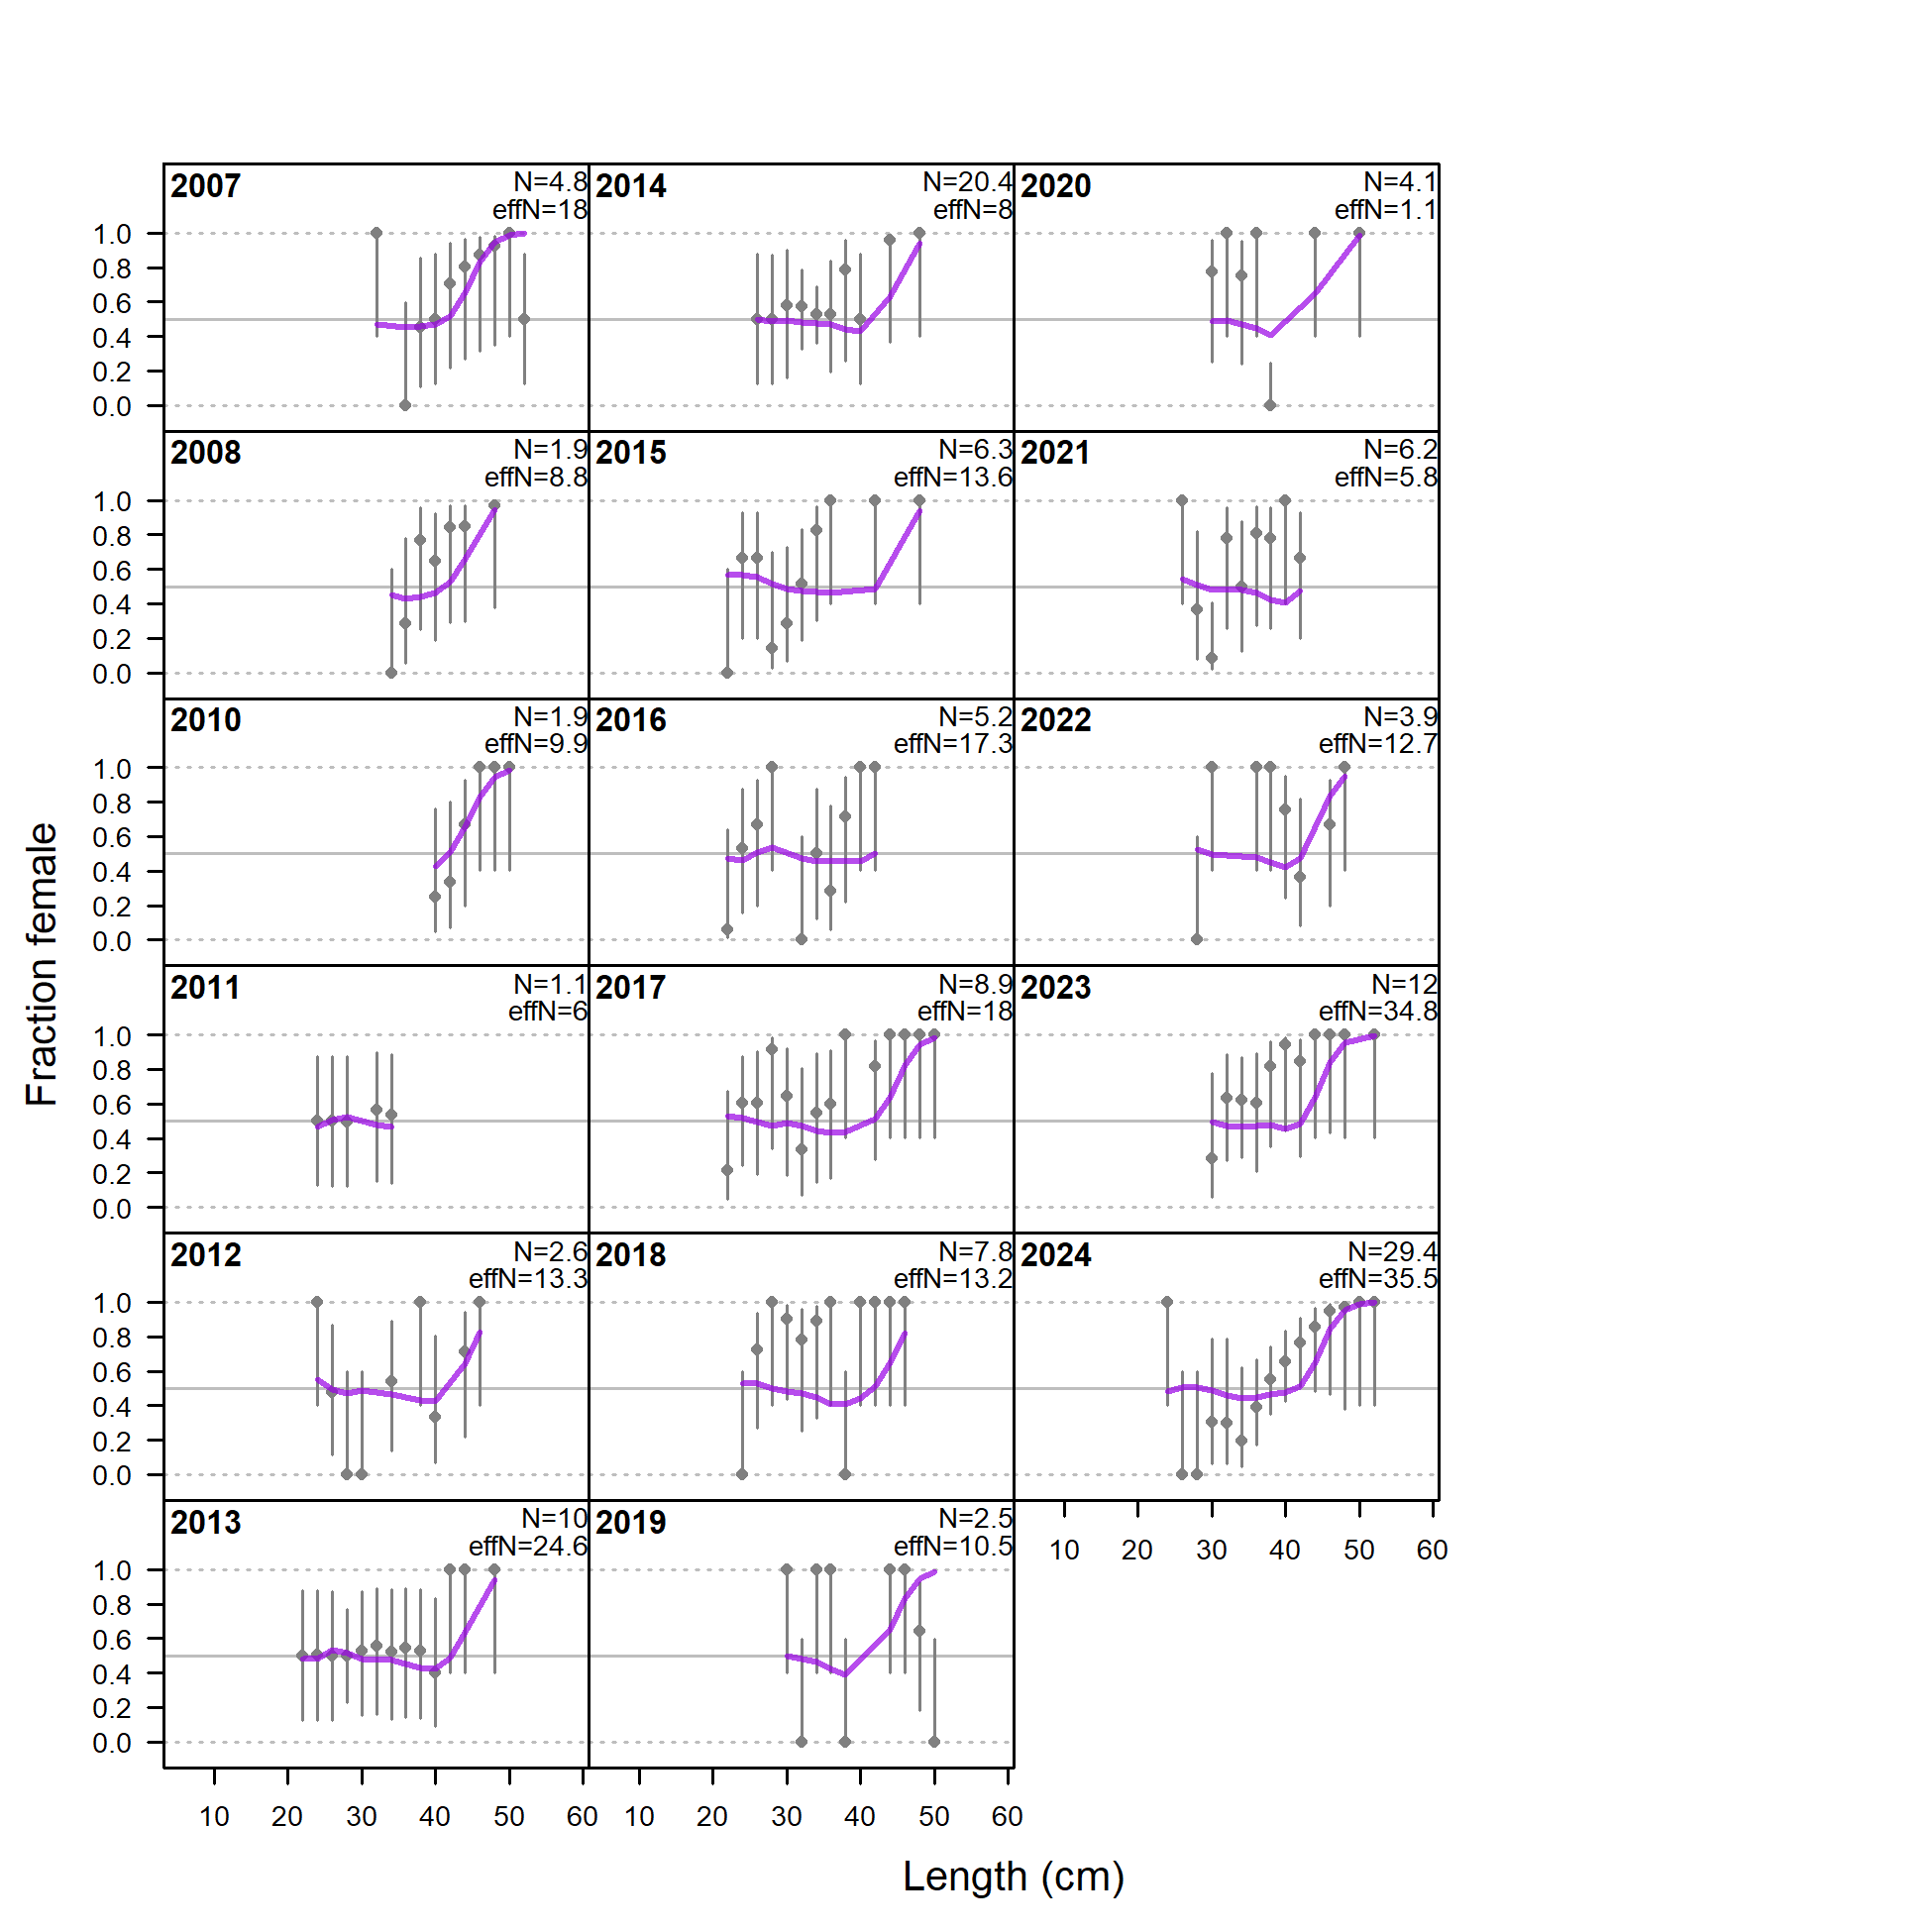 2007
N=4.8
effN=18
2014
N=20.4
effN=8
2020
N=4.1
effN=1.1
1.0
0.8
0.6
0.4
0.2
0.0
2008
N=1.9
effN=8.8
2015
N=6.3
effN=13.6
2021
N=6.2
effN=5.8
1.0
0.8
0.6
0.4
0.2
0.0
2010
N=1.9
effN=9.9
2016
N=5.2
effN=17.3
2022
N=3.9
effN=12.7
1.0
0.8
0.6
0.4
0.2
0.0
2011
N=1.1
effN=6
2017
N=8.9
effN=18
2023
N=12
effN=34.8
1.0
0.8
0.6
0.4
0.2
0.0
2012
N=2.6
effN=13.3
2018
N=7.8
effN=13.2
2024
N=29.4
effN=35.5
1.0
0.8
0.6
0.4
0.2
0.0
2013
N=10
effN=24.6
2019
N=2.5
effN=10.5
1.0
0.8
0.6
0.4
0.2
0.0
10 20 30 40 50 60
10 20 30 40 50 60
10 20 30 40 50 60
Fraction female
Length (cm)